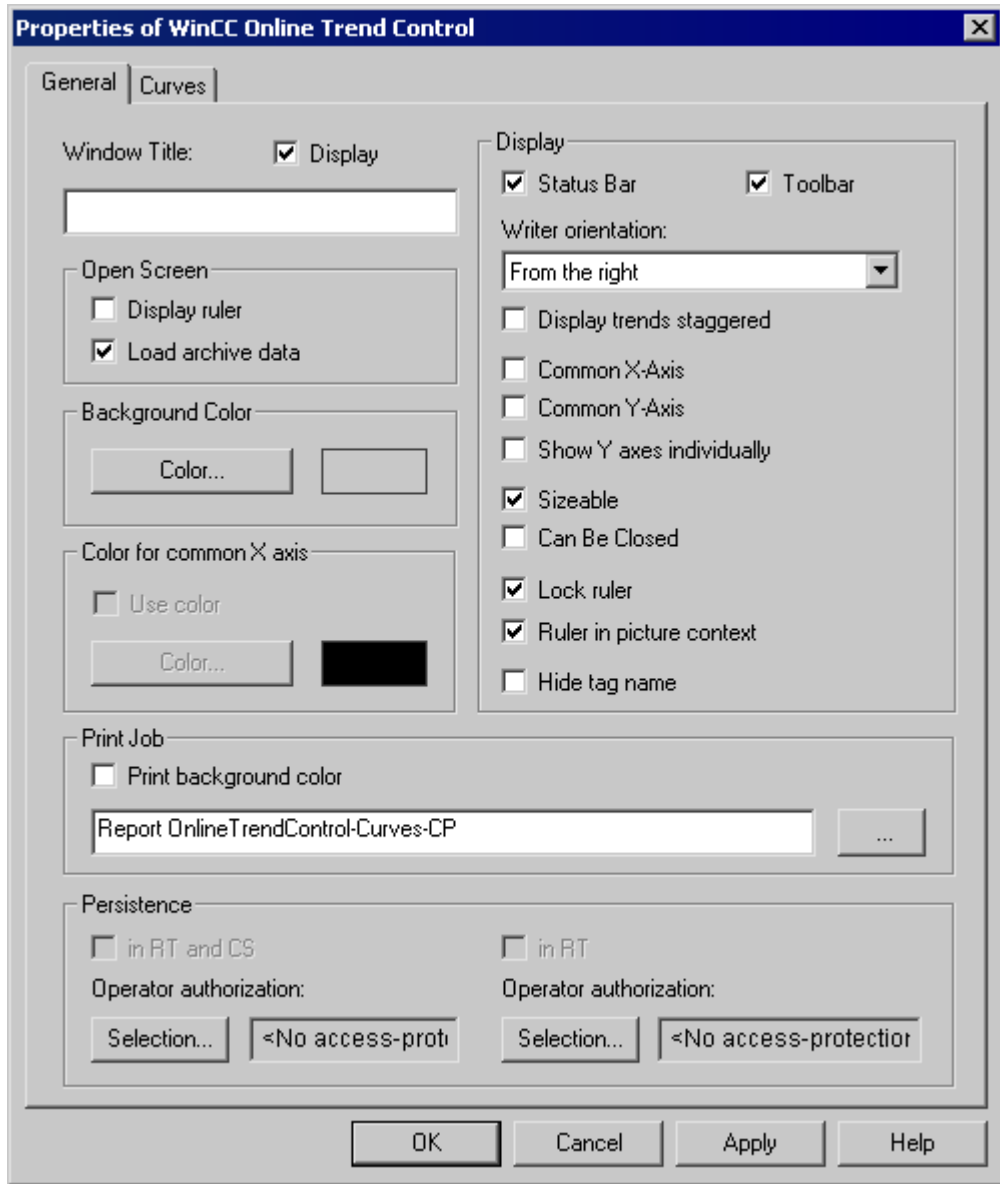 Properties of WinCC Online Trend Control
General
Curves
Window Title:
Display
Open Screen
Display ruler
Load archive data
Background Color
Color...
Color for common X axis
Use color
Color...
Display
Status Bar
Toolbar
Writer orientation:
From the right
Display trends staggered
Common X-Axis
Common Y-Axis
Show Y axes individually
Sizeable
Can Be Closed
Lock ruler
Ruler in picture context
Hide tag name
Print Job
Print background color
Report OnlineTrendControl-Curves-CP
...
Persistence
in RT and CS
in RT
Operator authorization:
Operator authorization:
Selection...
<No access-prot
Selection...
<No access-protection
OK
Cancel
Apply
Help